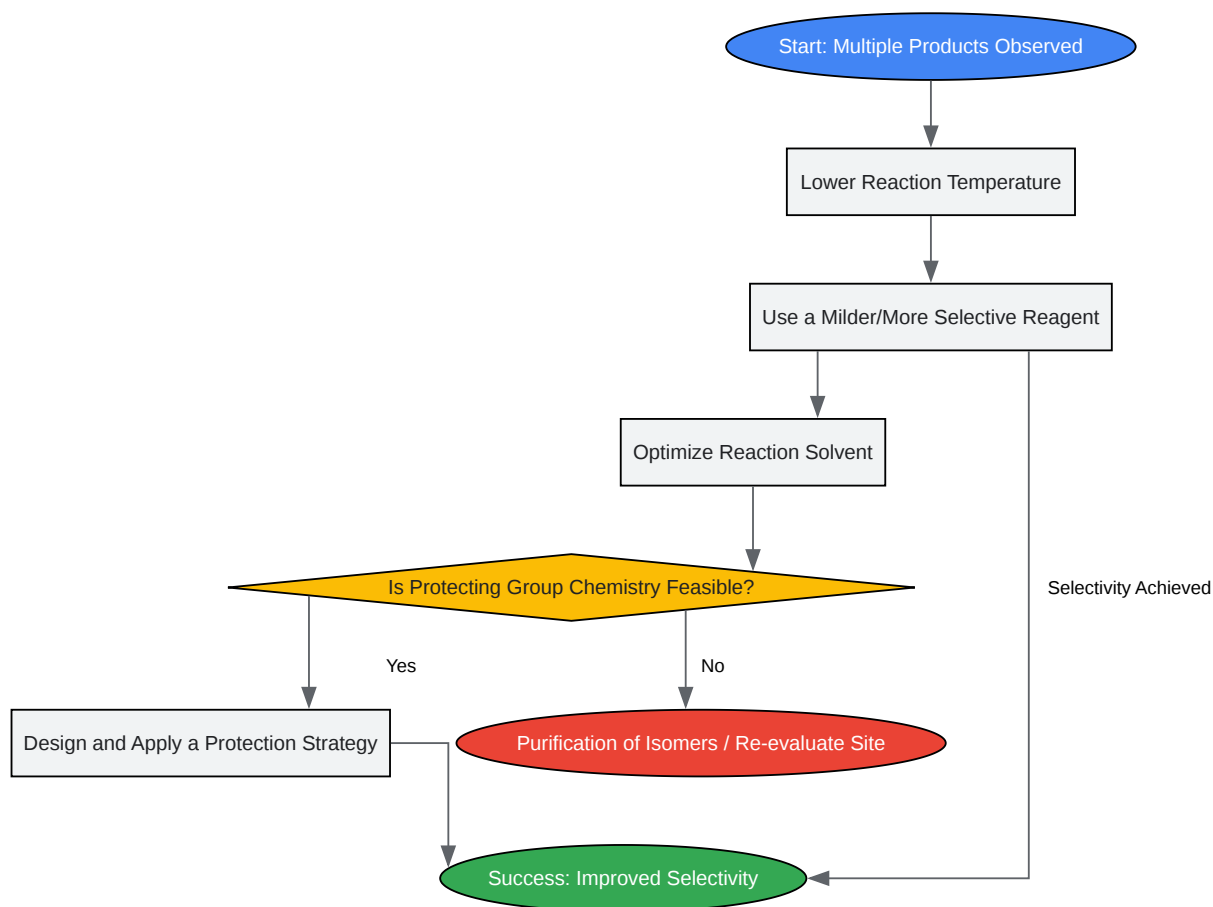 Start: Multiple Products Observed
Lower Reaction Temperature
Use a Milder/More Selective Reagent
Optimize Reaction Solvent
Is Protecting Group Chemistry Feasible?
Selectivity Achieved
Yes
No
Design and Apply a Protection Strategy
Purification of Isomers / Re-evaluate Site
Success: Improved Selectivity